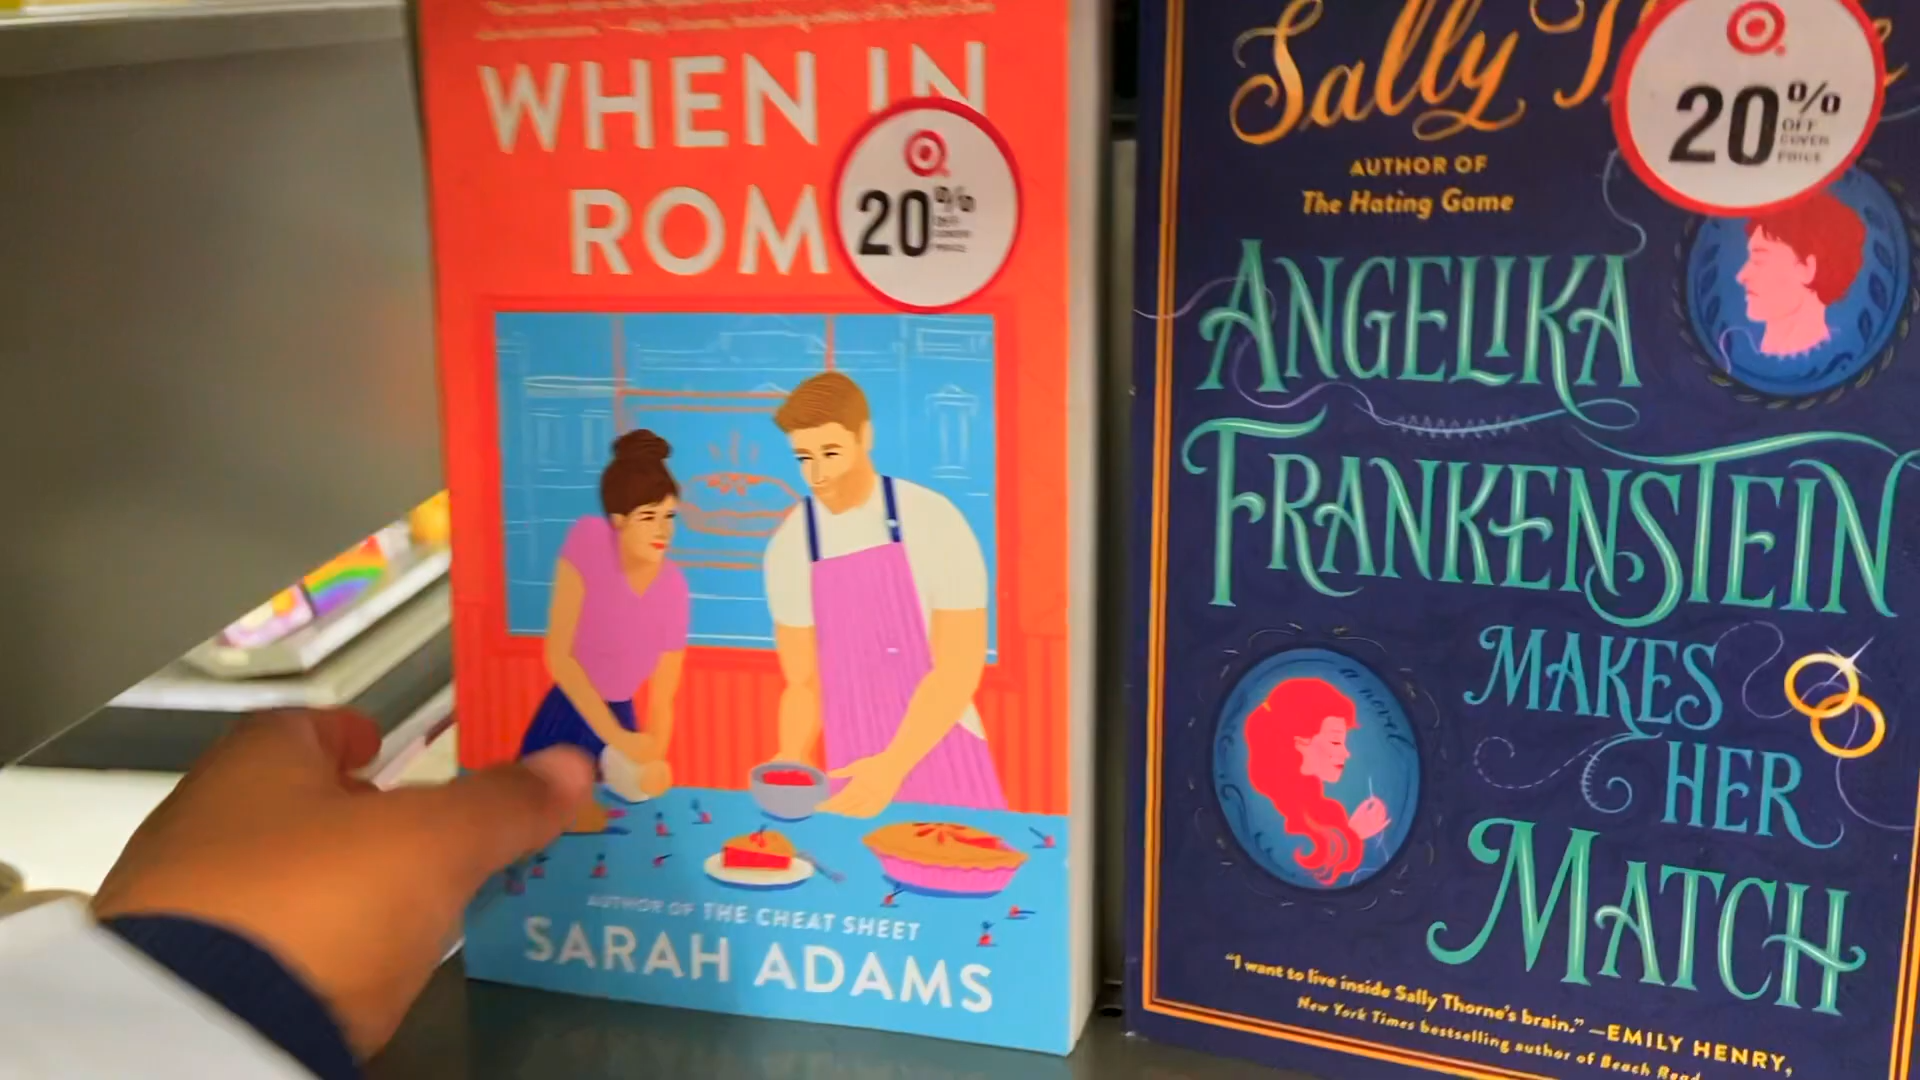 WHEN IN
ROM
20%
AUTHOR OF THE CHEAT SHEET
SARAH ADAMS
Sally
20%
OFF
COVER
PRICE
AUTHOR OF
The Hating Game
ANGELIKA
FRANKENSTEIN
MAKES
HER
MATCH
a novel
"I want to live inside Sally Thorne's brain." —EMILY HENRY,
New York Times bestselling author of Beach Read